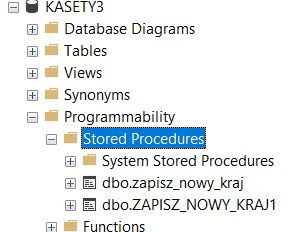 KASETY3
Database Diagrams
Tables
Views
Synonyms
Programmability
Stored Procedures
System Stored Procedures
dbo.zapisz_nowy_kraj
dbo.ZAPISZ_NOWY_KRAJ1
Functions